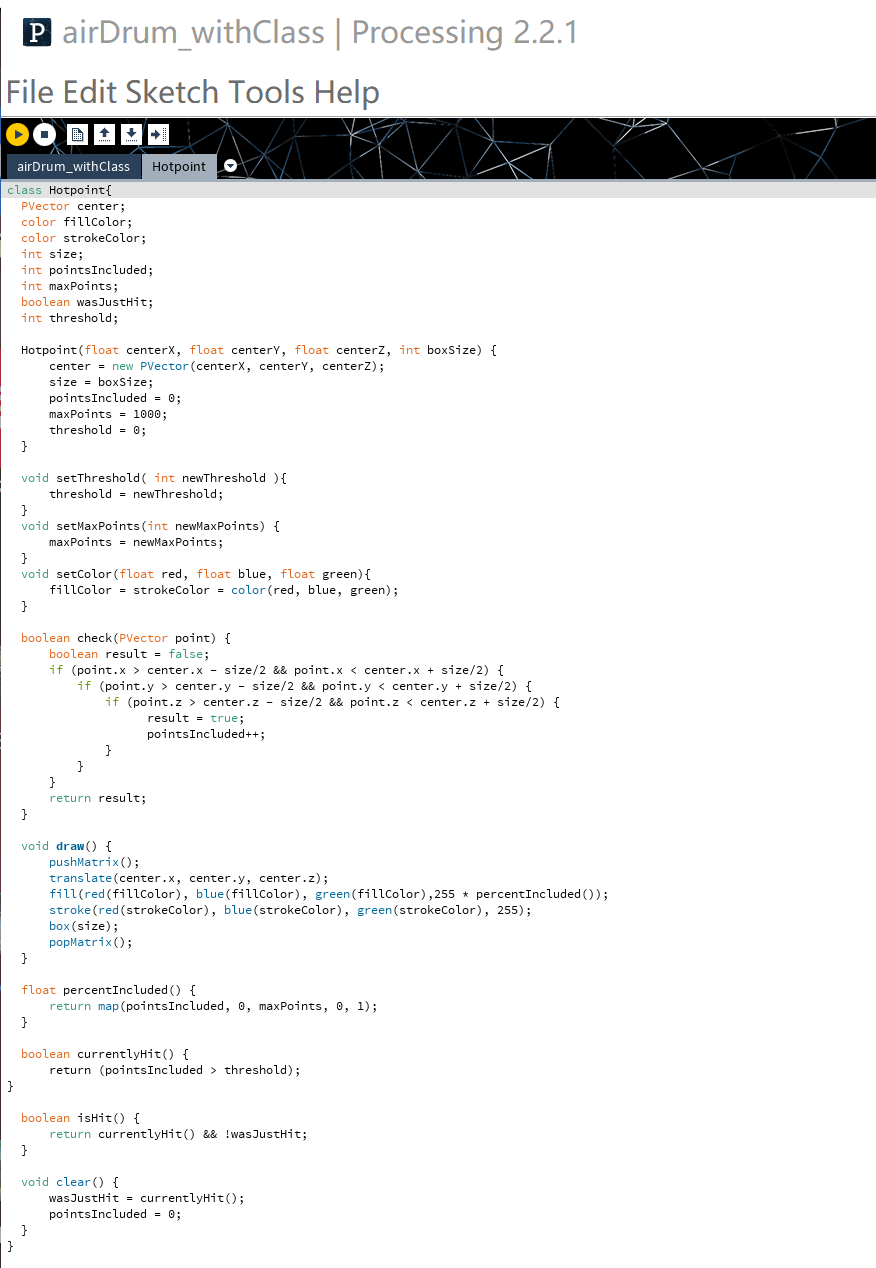 P airDrum_withClass | Processing 2.2.1
File Edit Sketch Tools Help
airDrum_withClass Hotpoint
class Hotpoint{
  PVector center;
  color fillColor;
  color strokeColor;
  int size;
  int pointsIncluded;
  int maxPoints;
  boolean wasJustHit;
  int threshold;

  Hotpoint(float centerX, float centerY, float centerZ, int boxSize) {
      center = new PVector(centerX, centerY, centerZ);
      size = boxSize;
      pointsIncluded = 0;
      maxPoints = 1000;
      threshold = 0;
  }

  void setThreshold( int newThreshold ){
      threshold = newThreshold;
  }
  void setMaxPoints(int newMaxPoints) {
      maxPoints = newMaxPoints;
  }
  void setColor(float red, float blue, float green){
      fillColor = strokeColor = color(red, blue, green);
  }

  boolean check(PVector point) {
      boolean result = false;
      if (point.x > center.x - size/2 && point.x < center.x + size/2) {
          if (point.y > center.y - size/2 && point.y < center.y + size/2) {
              if (point.z > center.z - size/2 && point.z < center.z + size/2) {
                    result = true;
                    pointsIncluded++;
              }
          }
      }
      return result;
  }

  void draw() {
      pushMatrix();
      translate(center.x, center.y, center.z);
      fill(red(fillColor), blue(fillColor), green(fillColor),255 * percentIncluded());
      stroke(red(strokeColor), blue(strokeColor), green(strokeColor), 255);
      box(size);
      popMatrix();
  }

  float percentIncluded() {
      return map(pointsIncluded, 0, maxPoints, 0, 1);
  }

  boolean currentlyHit() {
      return (pointsIncluded > threshold);
}

  boolean isHit() {
      return currentlyHit() && !wasJustHit;
  }

  void clear() {
      wasJustHit = currentlyHit();
      pointsIncluded = 0;
  }
}